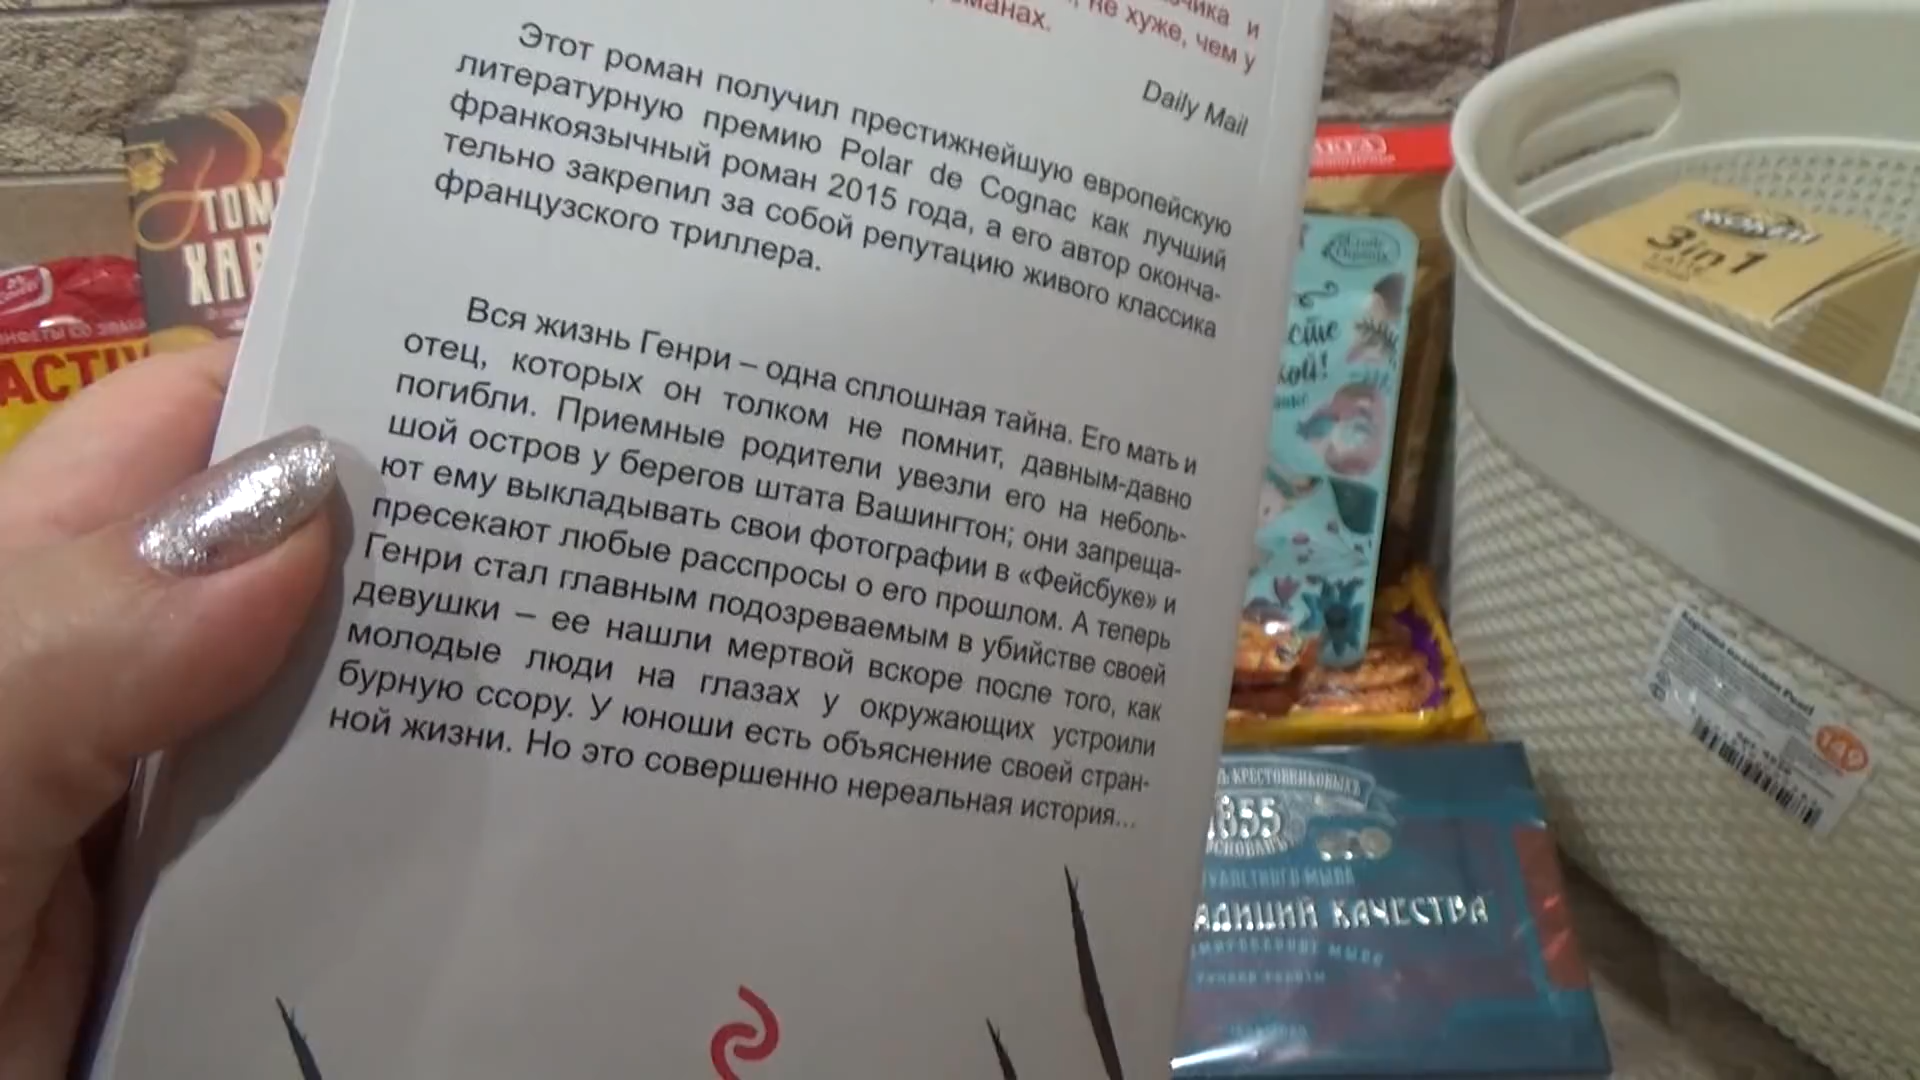 не хуже, чем у
Daily Mail
Этот роман получил престижнейшую европейскую
литературную премию Polar de Cognac как лучший
франкоязычный роман 2015 года, а его автор оконча-
тельно закрепил за собой репутацию живого классика
французского триллера.
Вся жизнь Генри – одна сплошная тайна. Его мать и
отец, которых он толком не помнит, давным-давно
погибли. Приемные родители увезли его на неболь-
шой остров у берегов штата Вашингтон; они запреща-
ют ему выкладывать свои фотографии в «Фейсбуке» и
пресекают любые расспросы о его прошлом. А теперь
Генри стал главным подозреваемым в убийстве своей
девушки – ее нашли мертвой вскоре после того, как
молодые люди на глазах у окружающих устроили
бурную ссору. У юноши есть объяснение своей стран-
ной жизни. Но это совершенно нереальная история...
3 in 1
149
1855
КАЧЕСТВА